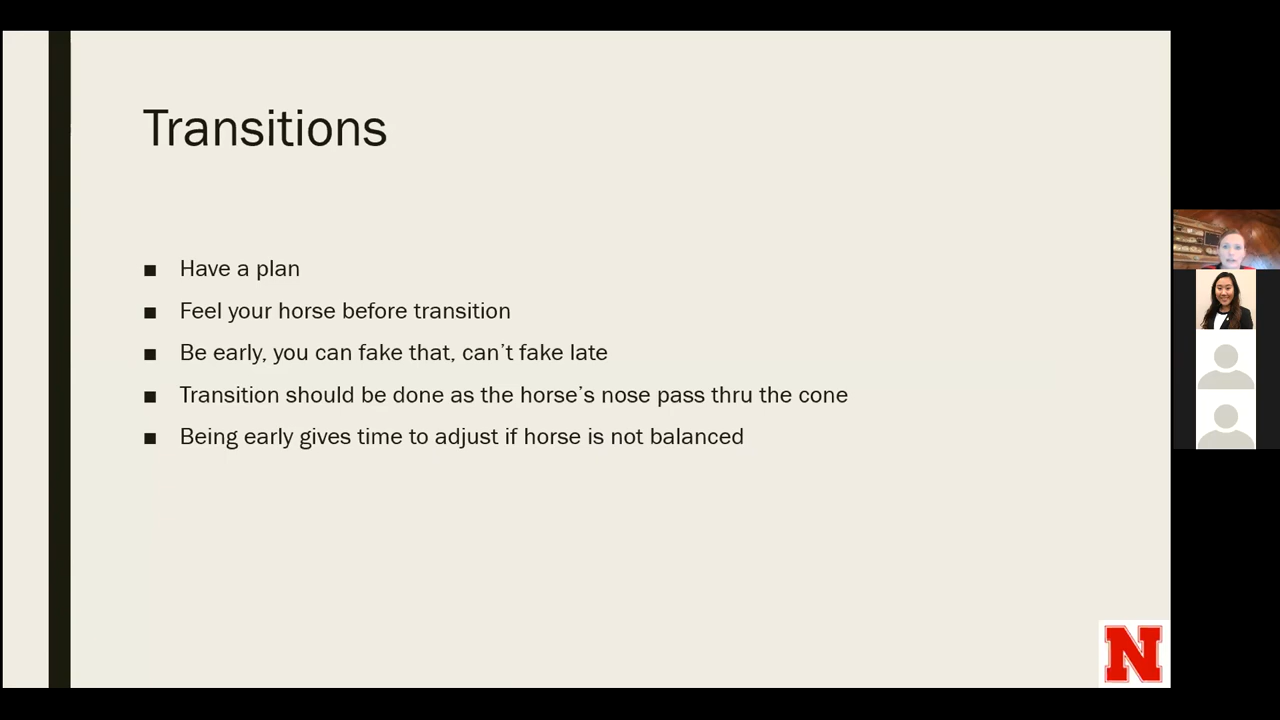 Transitions
■ Have a plan
■ Feel your horse before transition
■ Be early, you can fake that, can't fake late
■ Transition should be done as the horse's nose pass thru the cone
■ Being early gives time to adjust if horse is not balanced
N